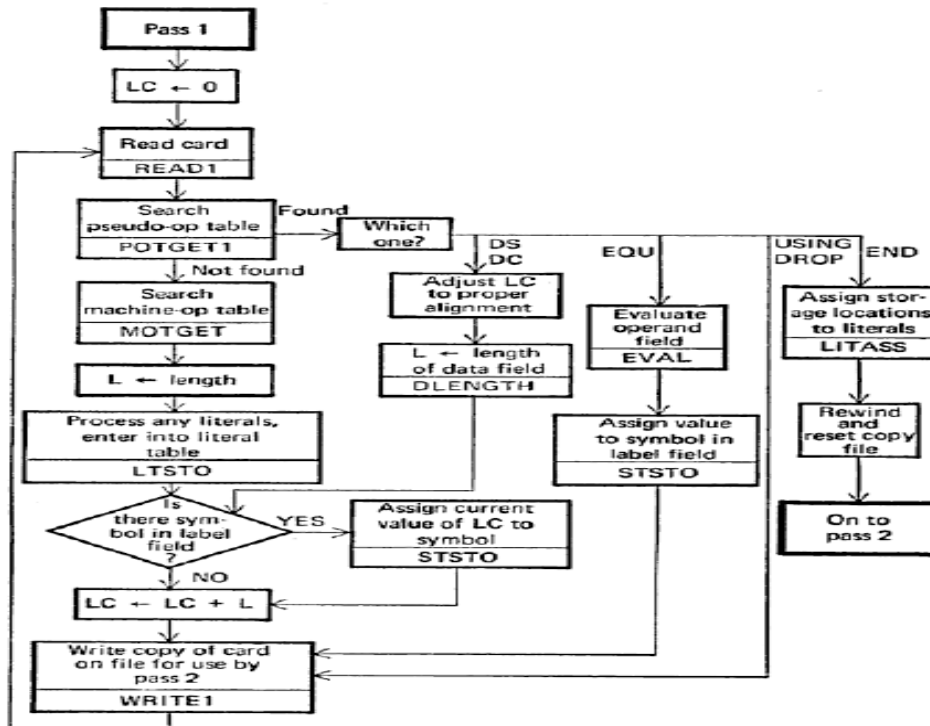 Pass 1
LC ← 0
Read card
READ1
Search
pseudo-op table
POTGET1
Found
Which
one?
Not found
Search
machine-op table
MOTGET
L ← length
Process any literals,
enter into literal
table
LTSTO
Is
there sym-
bol in label
field
?
YES
NO
Assign current
value of LC to
symbol
STSTO
LC ← LC + L
Write copy of card
on file for use by
pass 2
WRITE1
DS
DC
Adjust LC
to proper
alignment
L ← length
of data field
DLENGTH
EQU
Evaluate
operand
field
EVAL
Assign value
to symbol in
label field
STSTO
USING
DROP
END
Assign stor-
age locations
to literals
LITASS
Rewind
and
reset copy
file
On to
pass 2